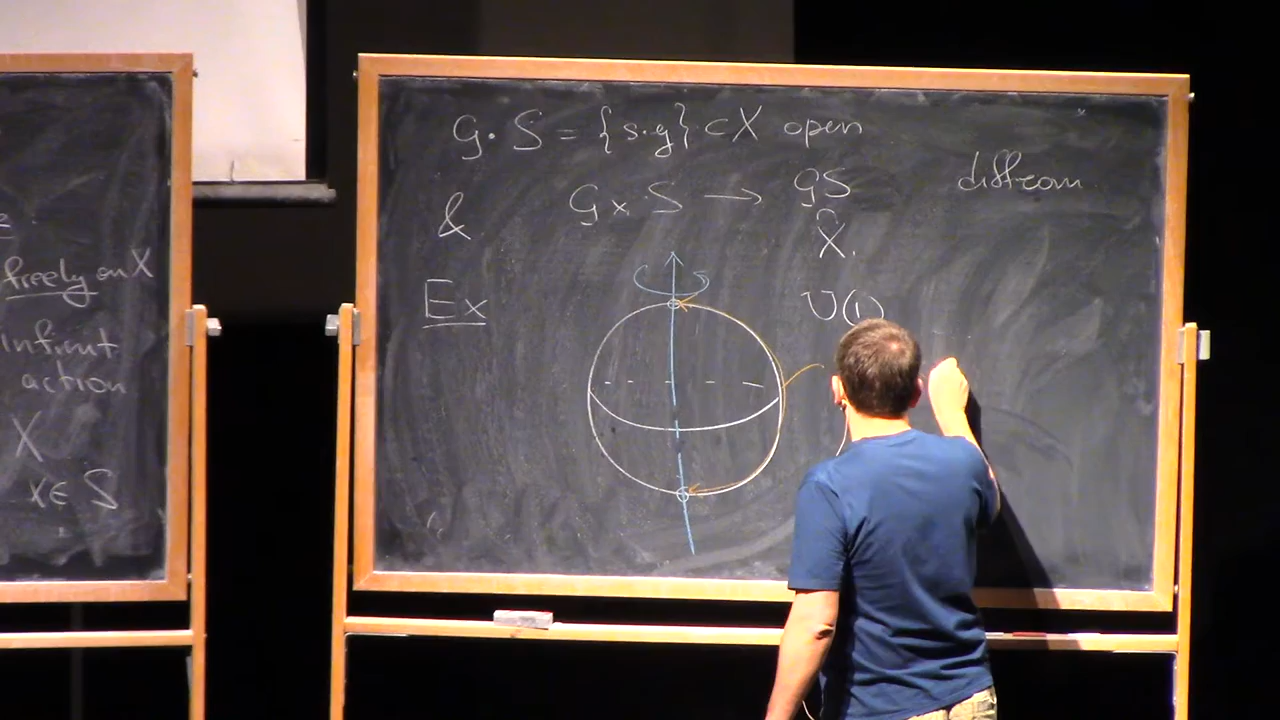 freely on X
infinit.
action
X
x ∈ S
G·S = {s·g} ⊂ X open
& G × S → GS diffeom.
∩
X.
Ex U(1)